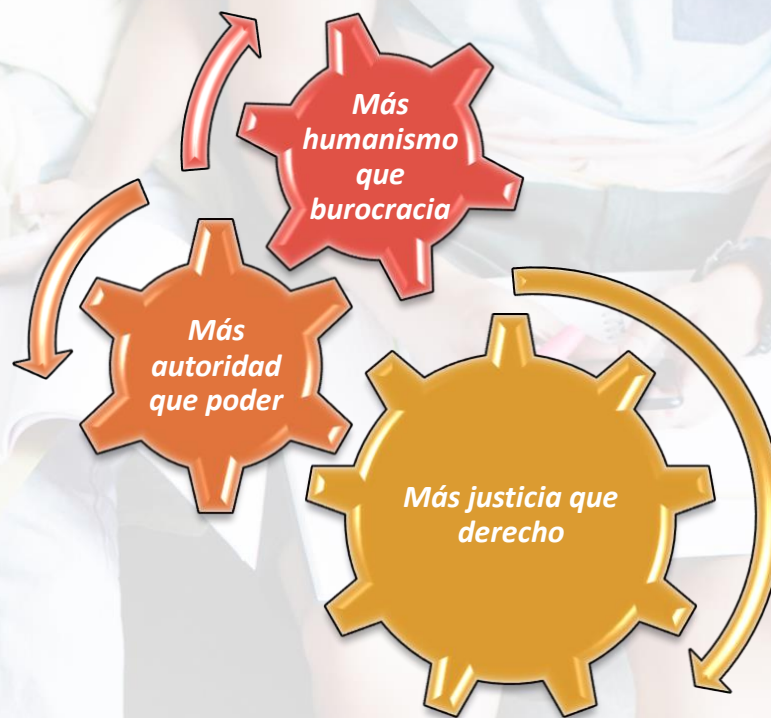 Más
humanismo
que
burocracia
Más
autoridad
que poder
Más justicia que
derecho